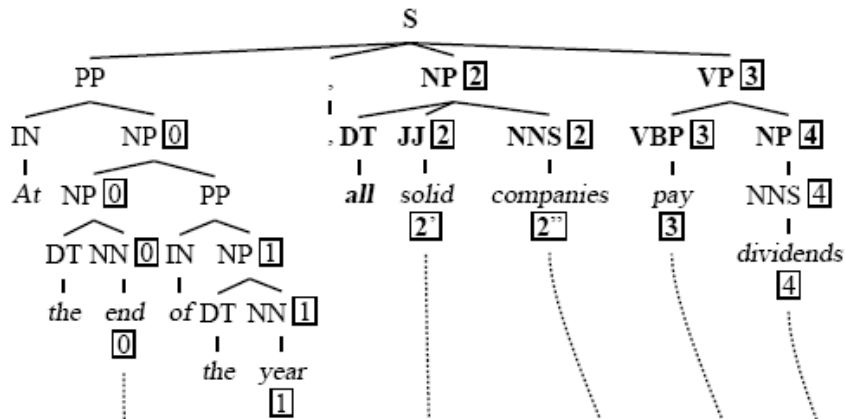 S
PP , NP 2 VP 3
IN NP 0 , DT JJ 2 NNS 2 VBP 3 NP 4
At NP 0 PP all solid companies pay NNS 4
2' 2'' 3
DT NN 0 IN NP 1 dividends
the end of DT NN 1 4
0
the year
1